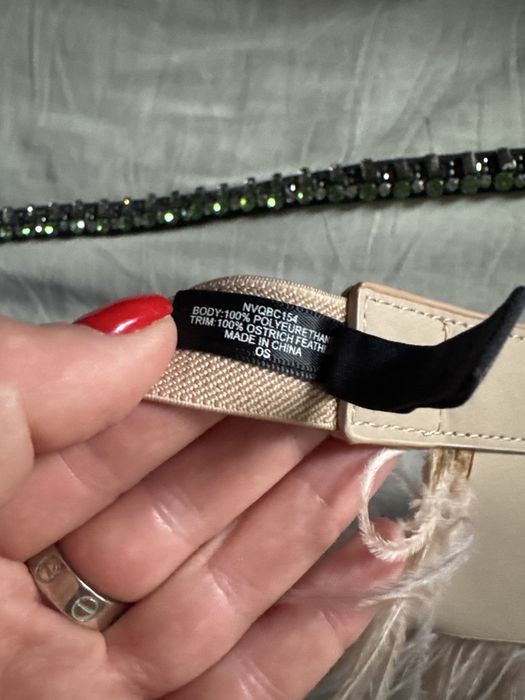 NVQBC154
BODY:100% POLYEURETHAN
TRIM:100% OSTRICH FEATH
MADE IN CHINA
OS